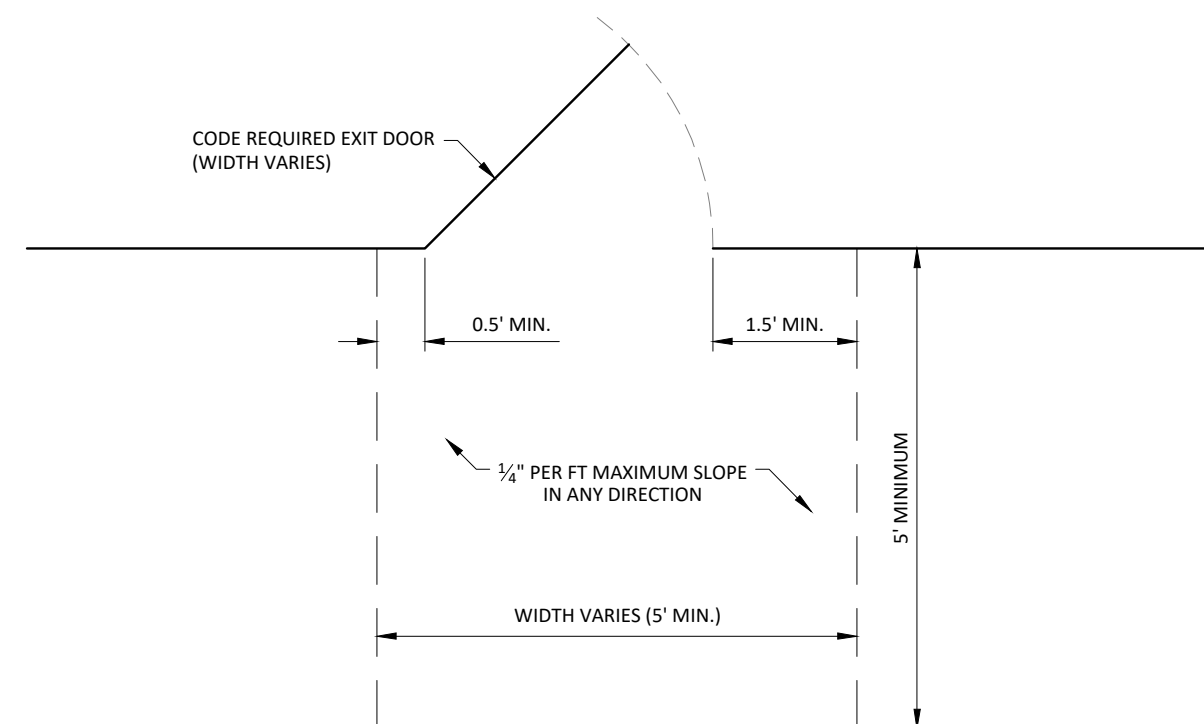 CODE REQUIRED EXIT DOOR
(WIDTH VARIES)
0.5' MIN.
1.5' MIN.
¼" PER FT MAXIMUM SLOPE
IN ANY DIRECTION
5' MINIMUM
WIDTH VARIES (5' MIN.)